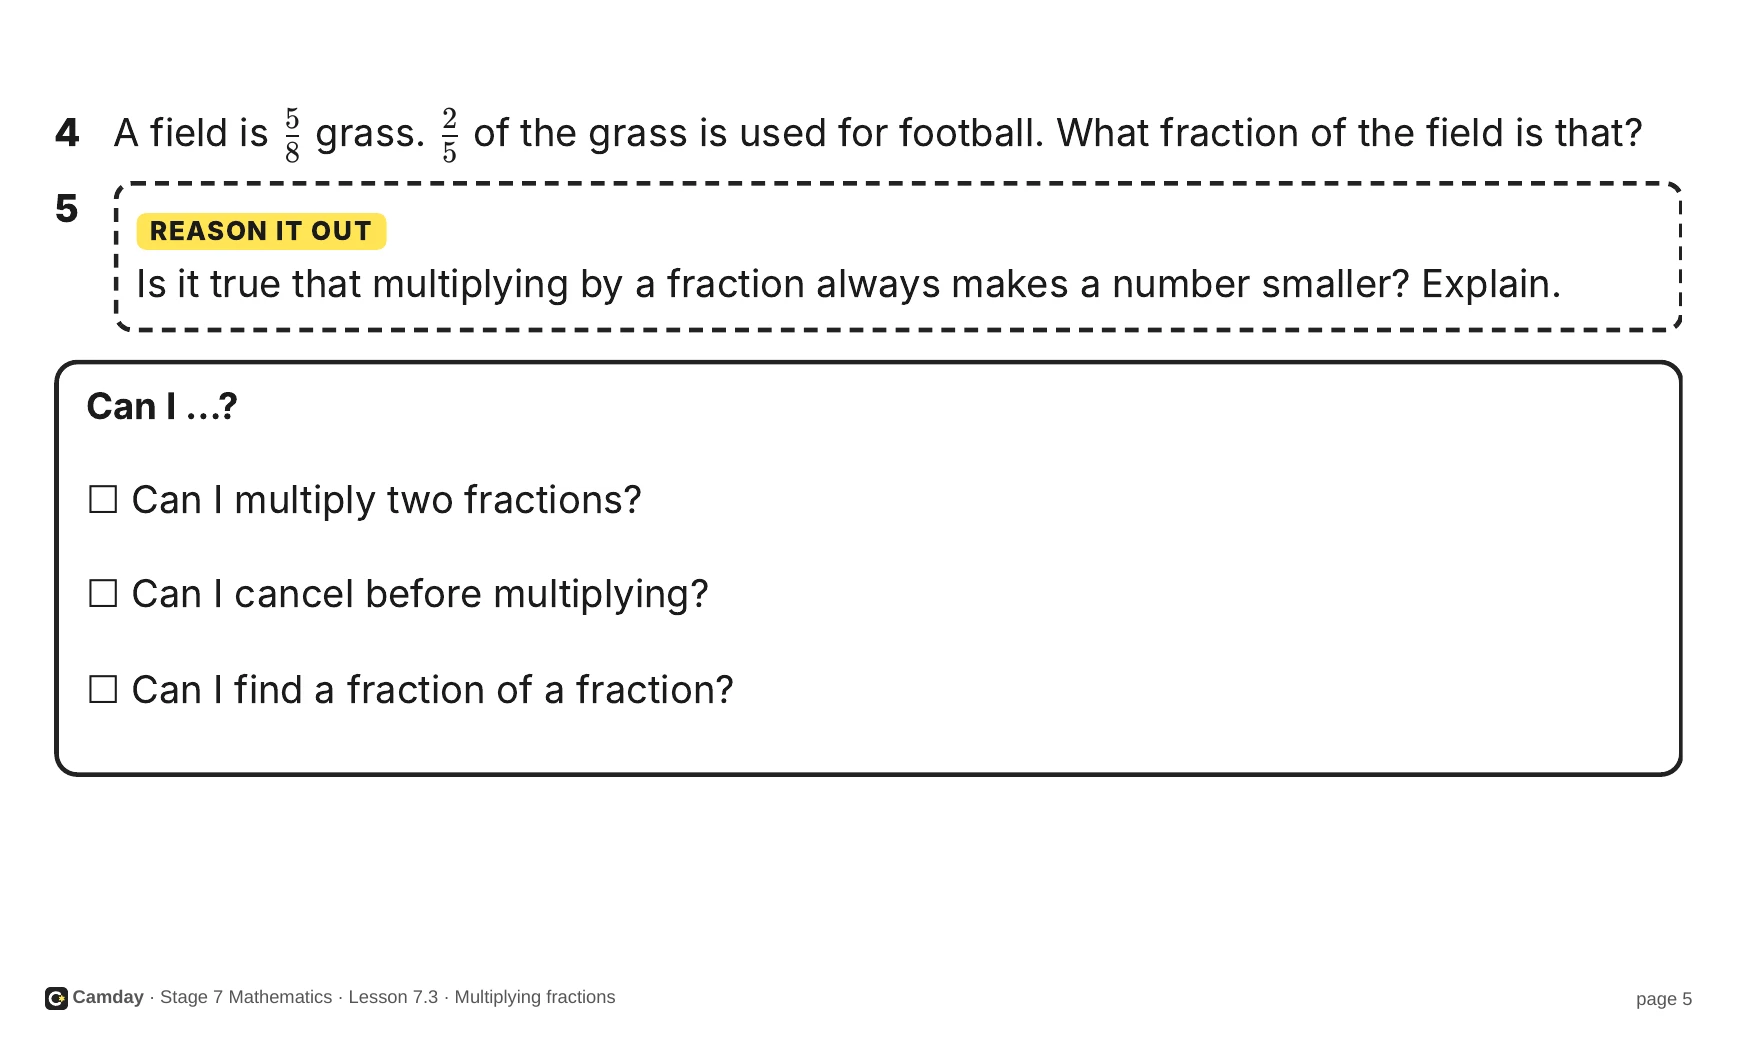 4 A field is 5/8 grass. 2/5 of the grass is used for football. What fraction of the field is that?
5
REASON IT OUT
Is it true that multiplying by a fraction always makes a number smaller? Explain.
Can I …?
☐ Can I multiply two fractions?
☐ Can I cancel before multiplying?
☐ Can I find a fraction of a fraction?
Camday · Stage 7 Mathematics · Lesson 7.3 · Multiplying fractions
page 5